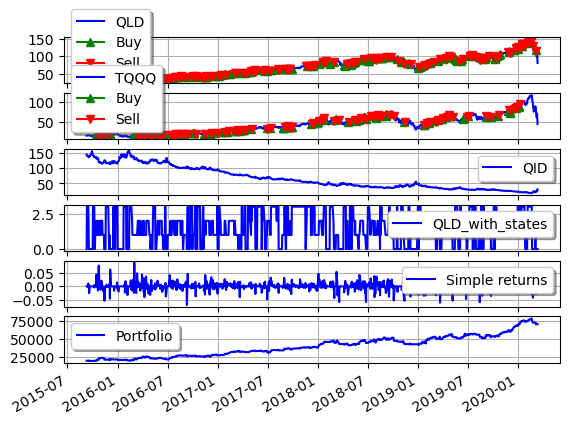 QLD
Buy
Sell
150
100
50
TQQQ
Buy
Sell
100
50
150
100
50
QID
2.5
0.0
QLD_with_states
0.05
0.00
−0.05
Simple returns
75000
50000
25000
Portfolio
2015-07
2016-01
2016-07
2017-01
2017-07
2018-01
2018-07
2019-01
2019-07
2020-01